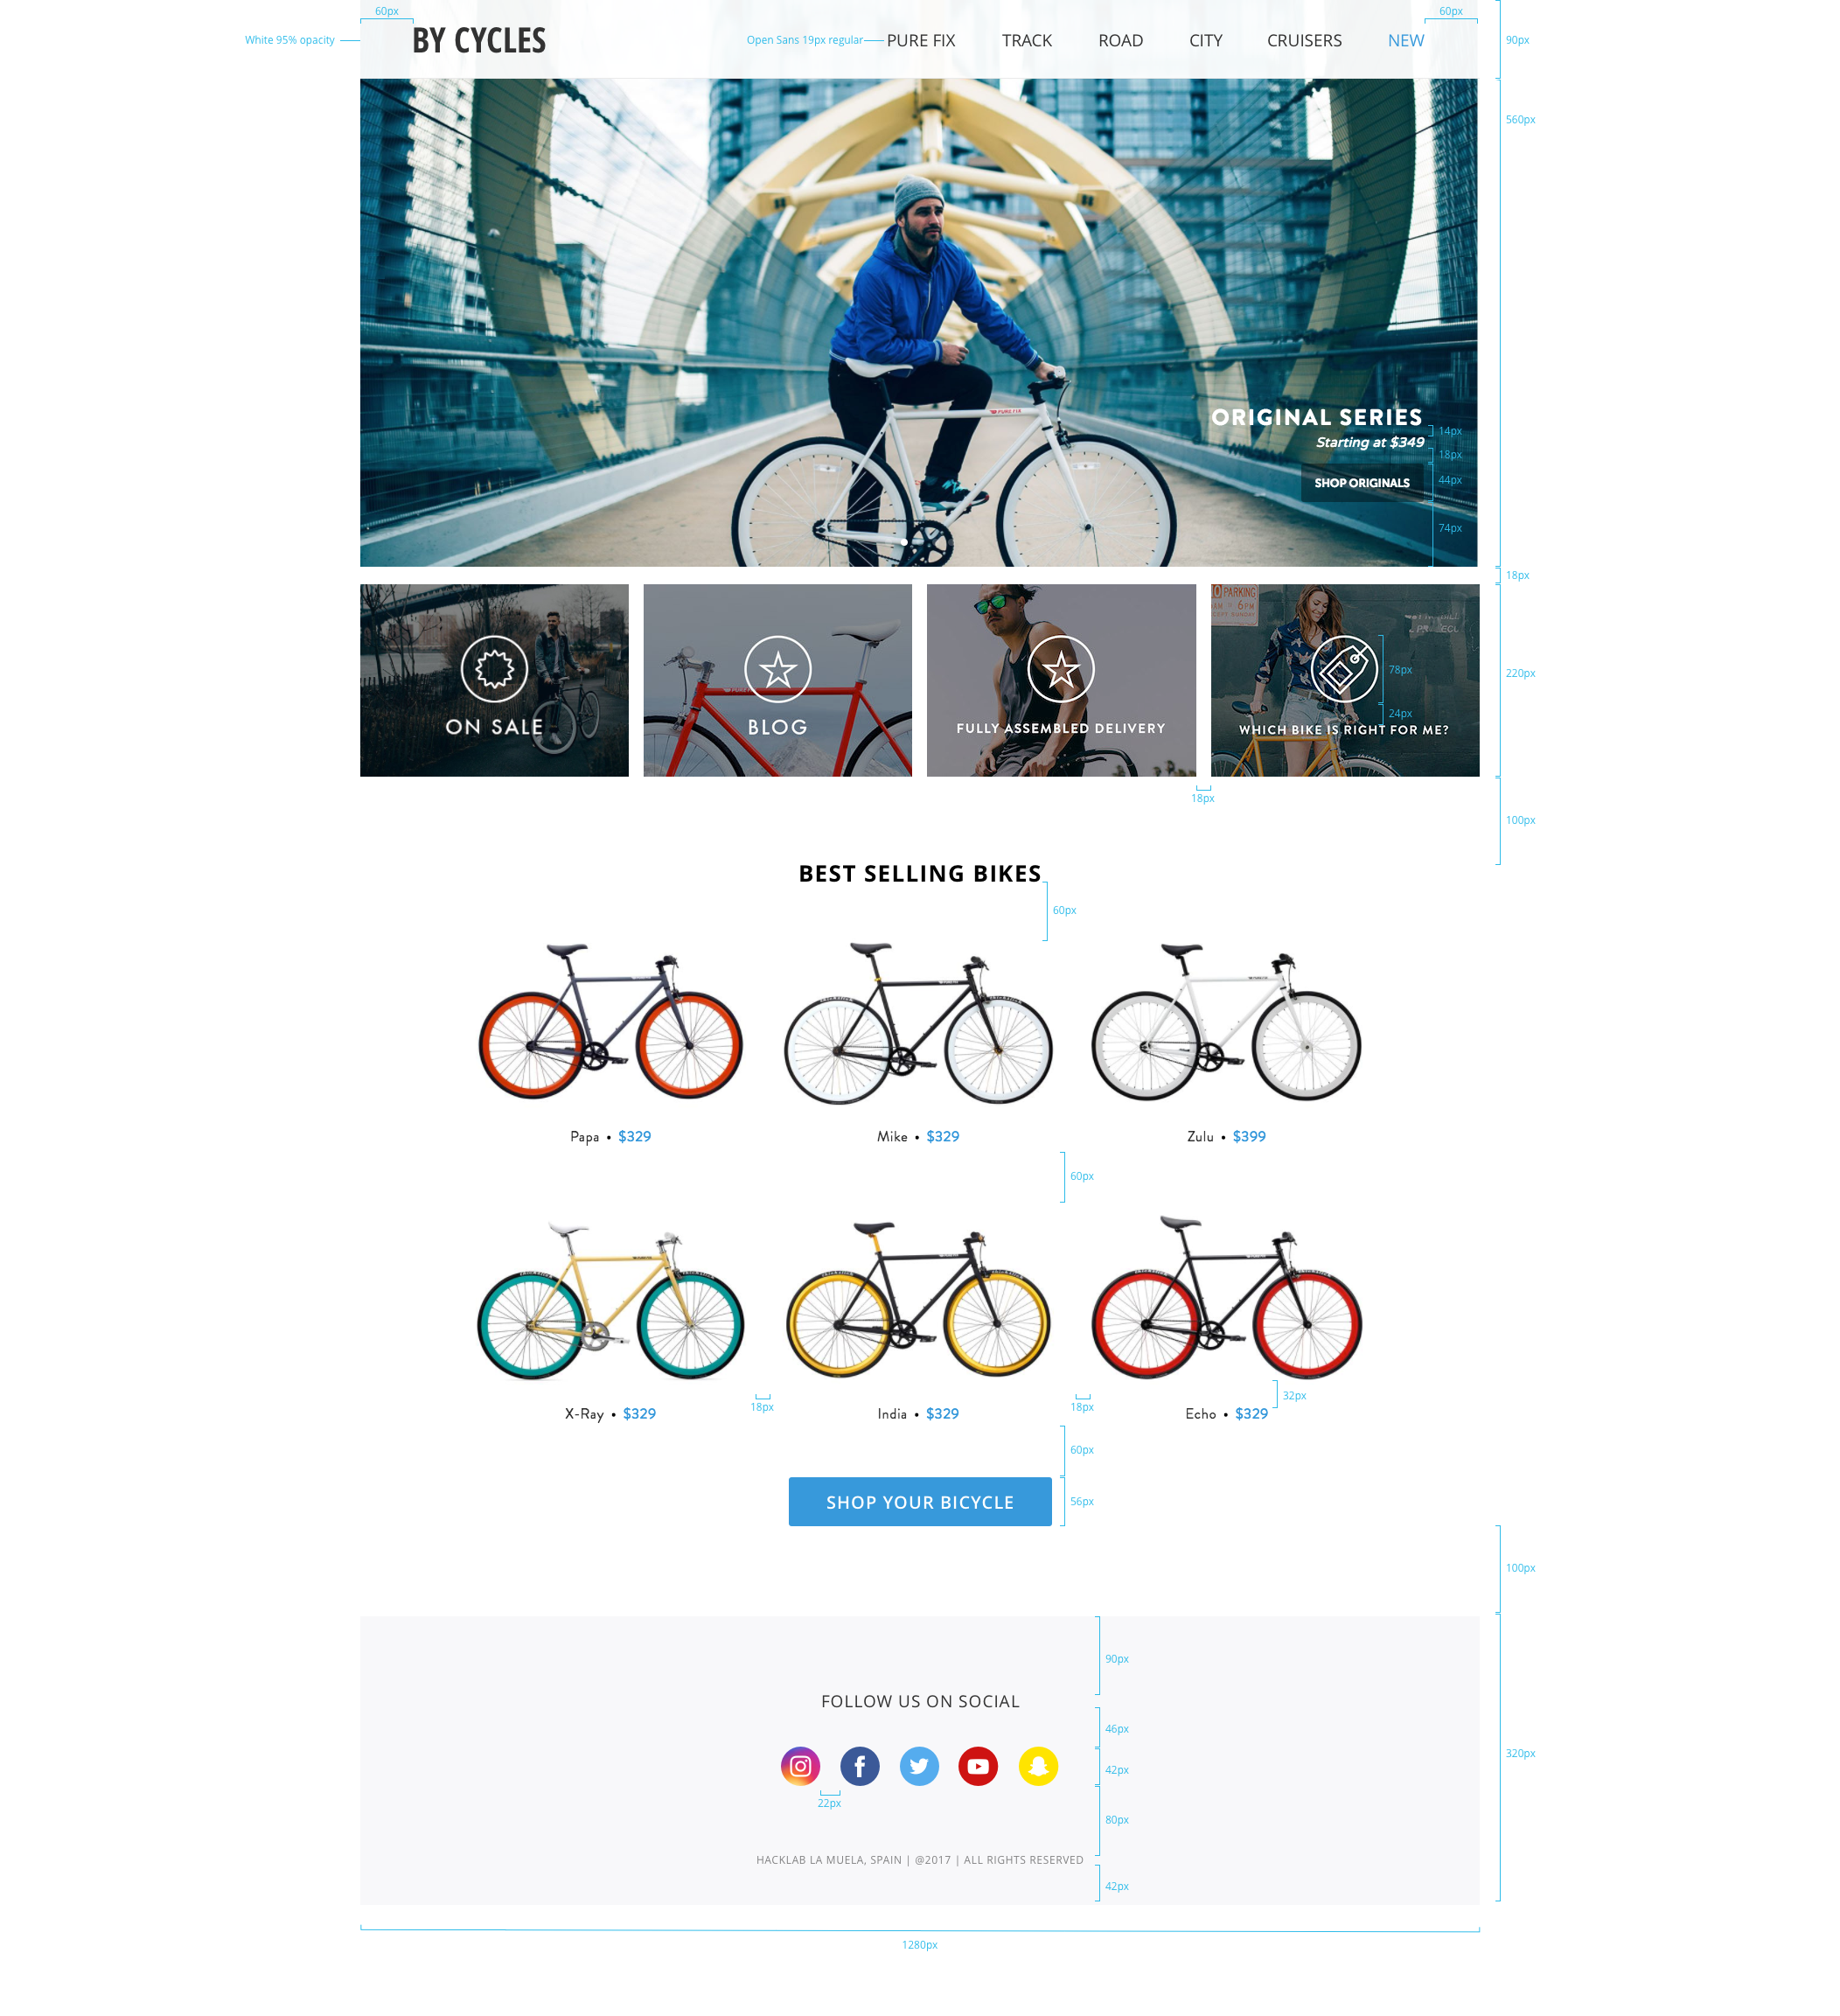 60px
60px
White 95% opacity
BY CYCLES
Open Sans 19px regular
PURE FIX TRACK ROAD CITY CRUISERS NEW
90px
560px
ORIGINAL SERIES
14px
Starting at $349
18px
SHOP ORIGINALS
44px
74px
18px
PARKING
6PM
78px
220px
24px
ON SALE
BLOG
FULLY ASSEMBLED DELIVERY
WHICH BIKE IS RIGHT FOR ME?
18px
100px
BEST SELLING BIKES
60px
Papa • $329
Mike • $329
Zulu • $399
60px
32px
18px
18px
X-Ray • $329
India • $329
Echo • $329
60px
SHOP YOUR BICYCLE
56px
100px
90px
FOLLOW US ON SOCIAL
46px
320px
42px
22px
80px
HACKLAB LA MUELA, SPAIN | @2017 | ALL RIGHTS RESERVED
42px
1280px